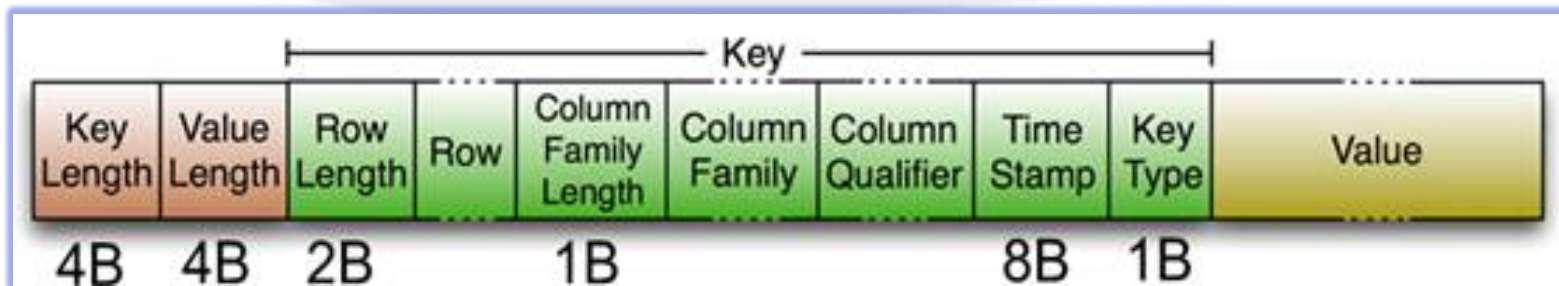 Key
Key Length
Value Length
Row Length
Row
Column Family Length
Column Family
Column Qualifier
Time Stamp
Key Type
Value
4B 4B 2B 1B 8B 1B